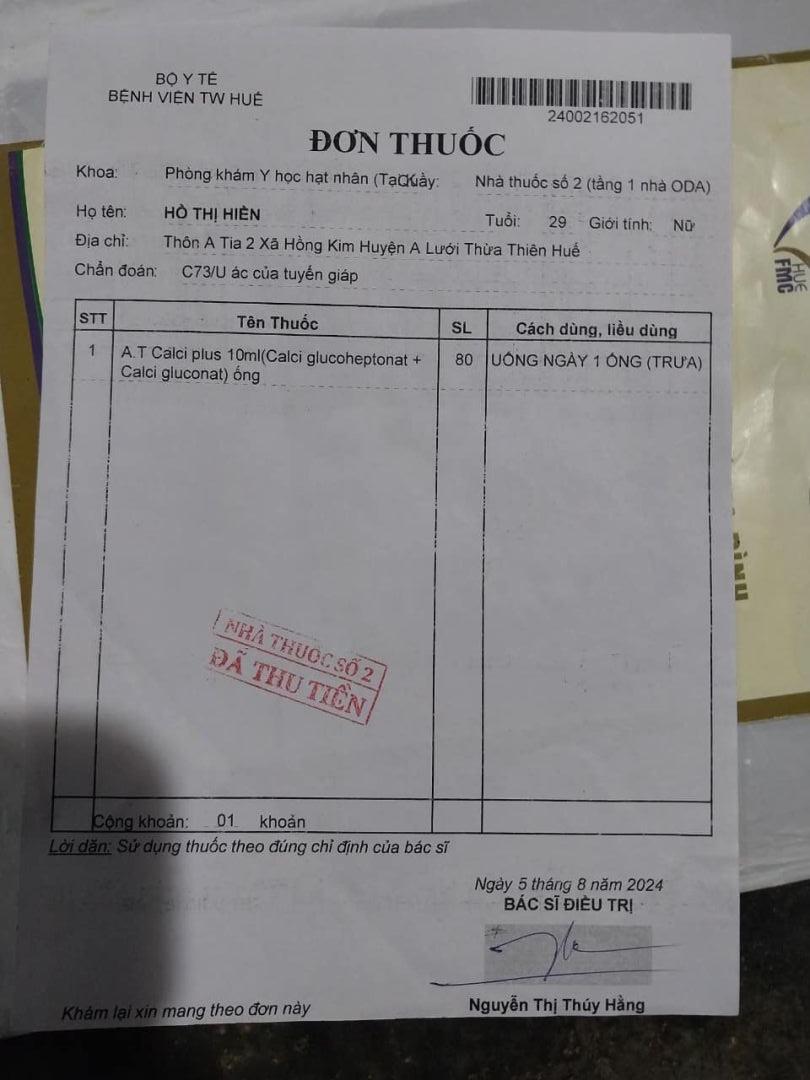 BỘ Y TẾ
BỆNH VIÊN TW HUẾ
24002162051
ĐƠN THUỐC
Khoa: Phòng khám Y học hạt nhân (Tạ Quầy: Nhà thuốc số 2 (tầng 1 nhà ODA)
Họ tên: HỒ THỊ HIÈN Tuổi: 29 Giới tính: Nữ
Địa chỉ: Thôn A Tia 2 Xã Hồng Kim Huyện A Lưới Thừa Thiên Huế
Chẩn đoán: C73/U ác của tuyến giáp
STT Tên Thuốc SL Cách dùng, liều dùng
1 A.T Calci plus 10ml(Calci glucoheptonat + 80 UỐNG NGÀY 1 ỐNG (TRƯA)
Calci gluconat) ống
NHÀ THUỐC SỐ 2
ĐÃ THU TIỀN
Cộng khoản: 01 khoản
Lời dặn: Sử dụng thuốc theo đúng chỉ định của bác sĩ
Ngày 5 tháng 8 năm 2024
BÁC SĨ ĐIỀU TRỊ
Nguyễn Thị Thúy Hằng
Khám lại xin mang theo đơn này
HUE
FMC